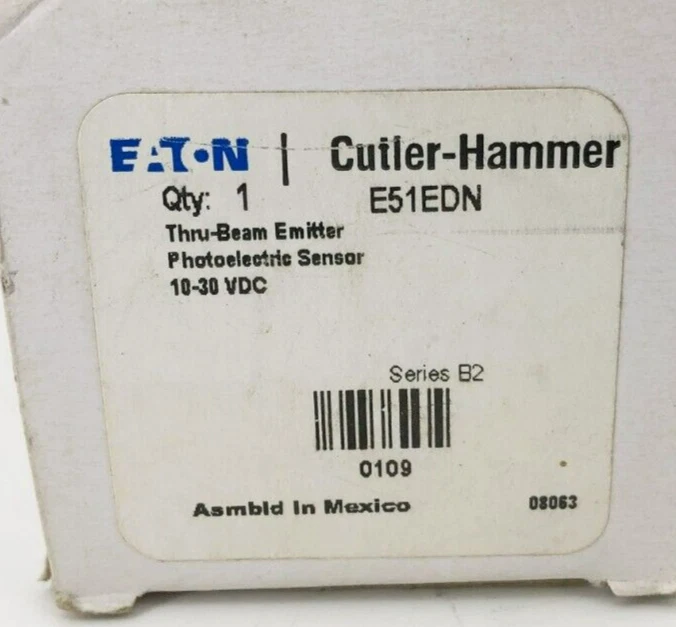 EATON | Cutler-Hammer
Qty: 1 E51EDN
Thru-Beam Emitter
Photoelectric Sensor
10-30 VDC
Series B2
0109
Asmbld In Mexico 08063